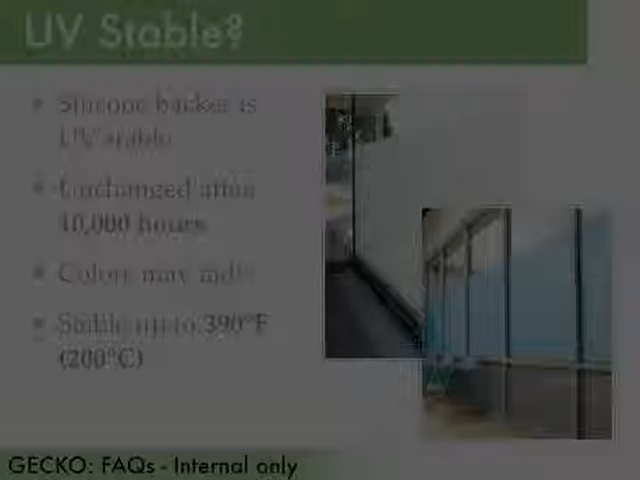 UV Stable?
Silicone backer is
UV stable
Unchanged after
10,000 hours
Colors may
Stable up to 390°F
(200°C)
GECKO: FAQs - Internal only